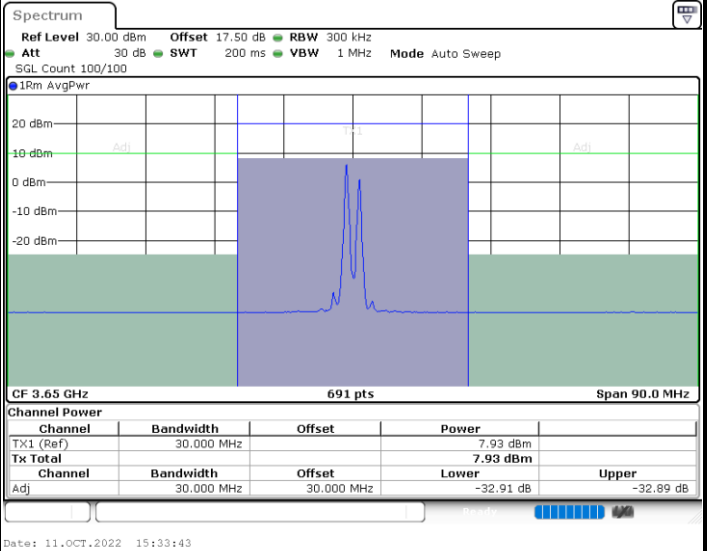 Spectrum
Ref Level 30.00 dBm Offset 17.50 dB RBW 300 kHz
Att 30 dB SWT 200 ms VBW 1 MHz Mode Auto Sweep
SGL Count 100/100
1Rm AvgPwr
20 dBm
TX1
Adj Adj
10 dBm
0 dBm
-10 dBm
-20 dBm
CF 3.65 GHz 691 pts Span 90.0 MHz
Channel Power
Channel Bandwidth Offset Power
TX1 (Ref) 30.000 MHz 7.93 dBm
Tx Total 7.93 dBm
Channel Bandwidth Offset Lower Upper
Adj 30.000 MHz 30.000 MHz -32.91 dB -32.89 dB
Ready
Date: 11.OCT.2022 15:33:43